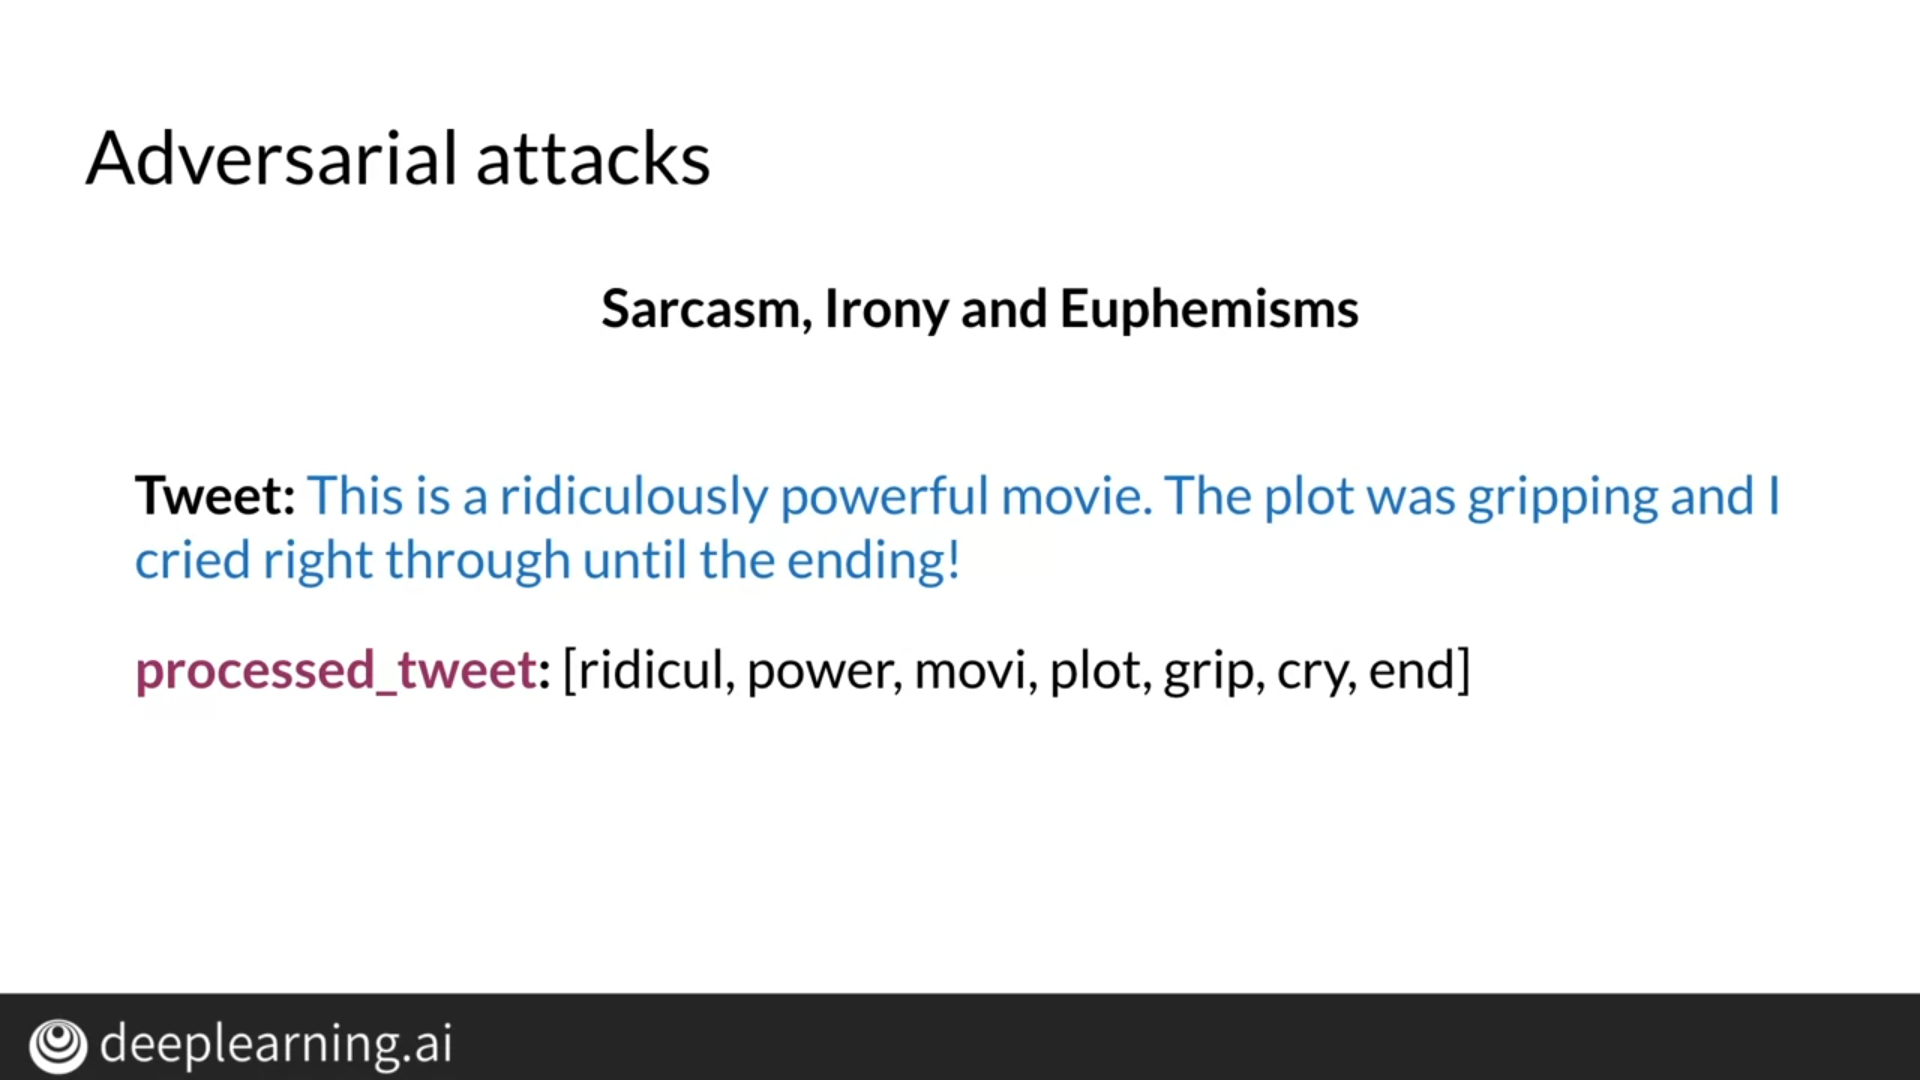 Adversarial attacks
Sarcasm, Irony and Euphemisms
Tweet: This is a ridiculously powerful movie. The plot was gripping and I
cried right through until the ending!
processed_tweet: [ridicul, power, movi, plot, grip, cry, end]
deeplearning.ai